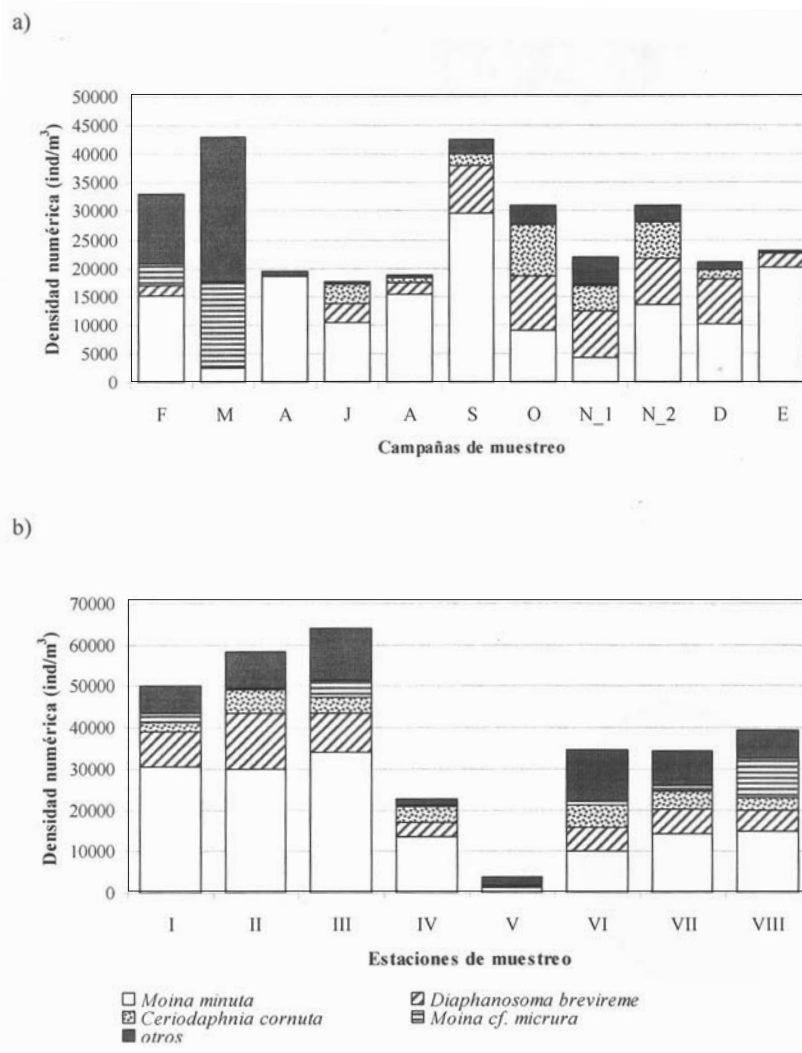 a)
Densidad numérica (ind/m³)
50000
45000
40000
35000
30000
25000
20000
15000
10000
5000
0
F M A J A S O N_1 N_2 D E
Campañas de muestreo
b)
Densidad numérica (ind/m³)
70000
60000
50000
40000
30000
20000
10000
0
I II III IV V VI VII VIII
Estaciones de muestreo
Moina minuta Diaphanosoma brevireme
Ceriodaphnia cornuta Moina cf. micrura
otros